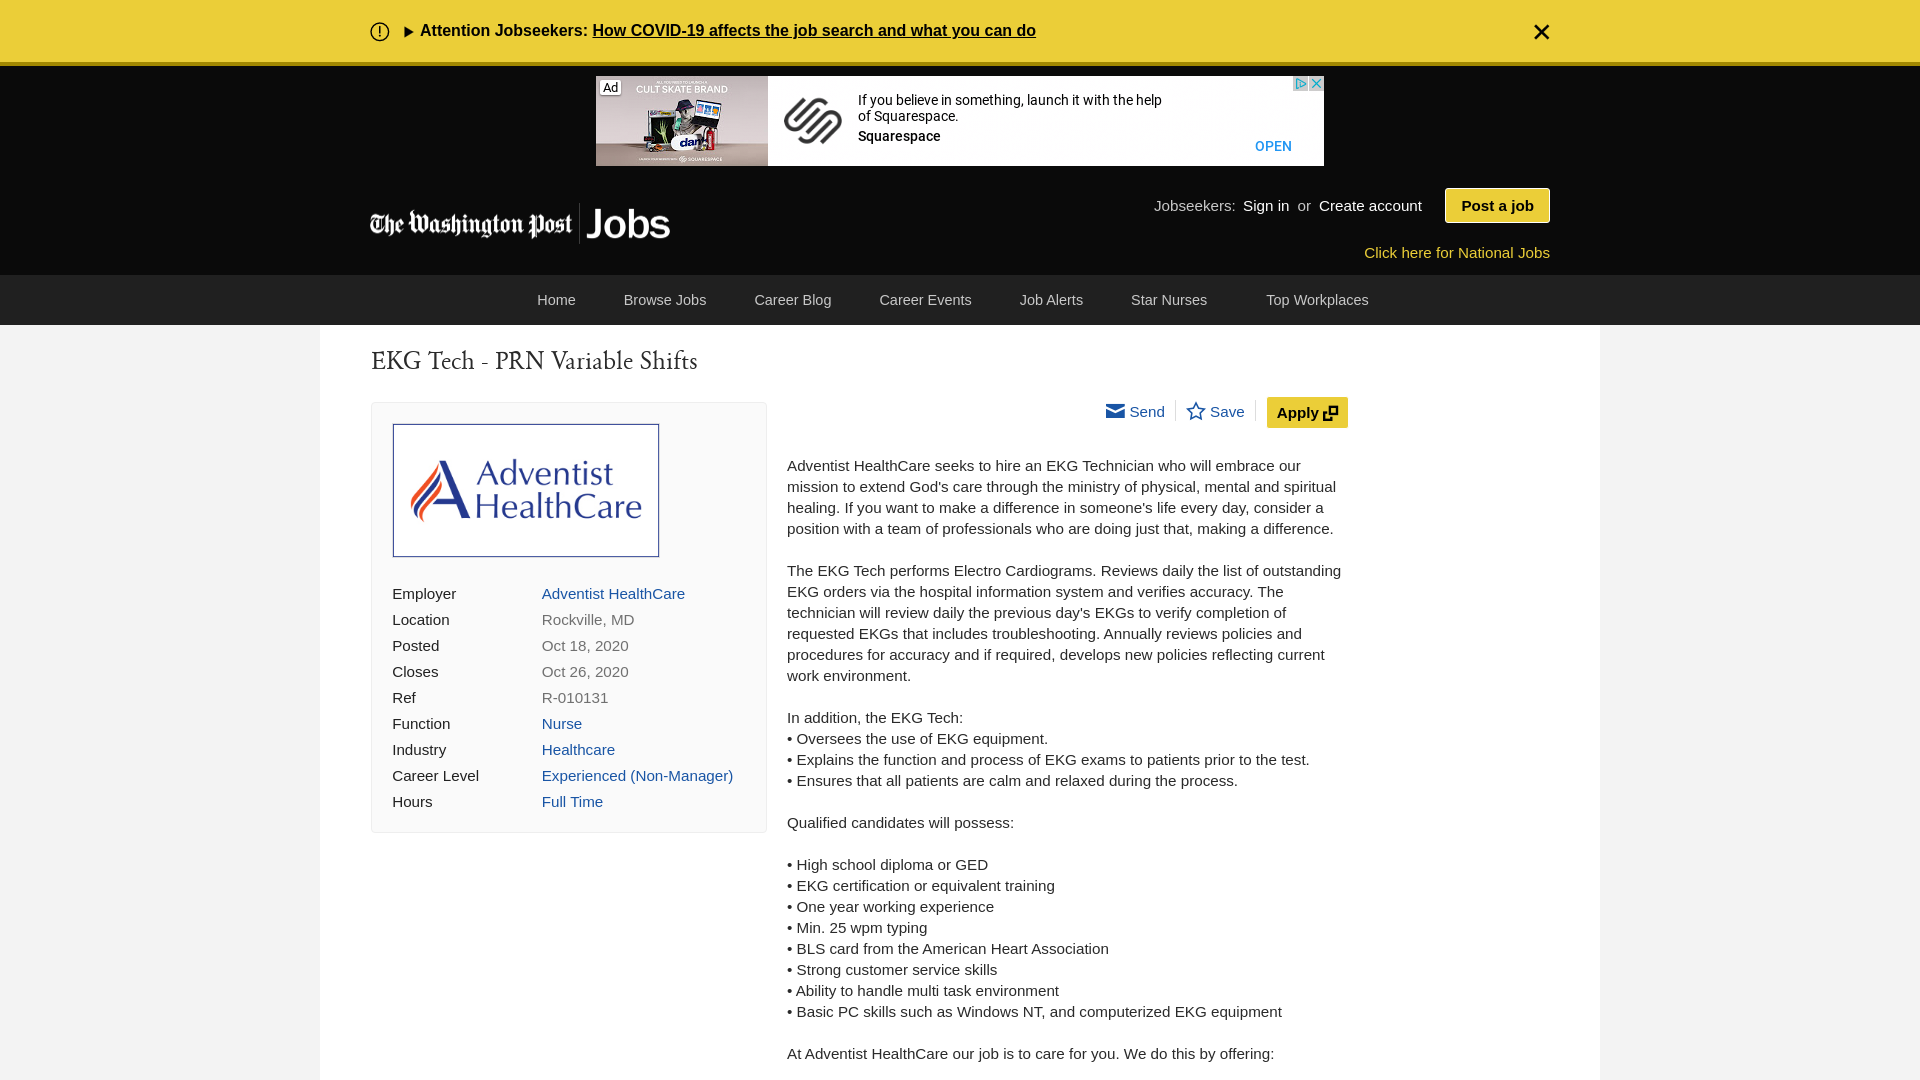 Attention Jobseekers: How COVID-19 affects the job search and what you can do
Ad
CULT SKATE BRAND
dam
SQUARESPACE
If you believe in something, launch it with the help
of Squarespace.
Squarespace
OPEN
The Washington Post Jobs
Jobseekers: Sign in or Create account
Post a job
Click here for National Jobs
Home Browse Jobs Career Blog Career Events Job Alerts Star Nurses Top Workplaces
EKG Tech - PRN Variable Shifts
Adventist
HealthCare
Employer Adventist HealthCare
Location Rockville, MD
Posted Oct 18, 2020
Closes Oct 26, 2020
Ref R-010131
Function Nurse
Industry Healthcare
Career Level Experienced (Non-Manager)
Hours Full Time
Send Save Apply
Adventist HealthCare seeks to hire an EKG Technician who will embrace our
mission to extend God's care through the ministry of physical, mental and spiritual
healing. If you want to make a difference in someone's life every day, consider a
position with a team of professionals who are doing just that, making a difference.
The EKG Tech performs Electro Cardiograms. Reviews daily the list of outstanding
EKG orders via the hospital information system and verifies accuracy. The
technician will review daily the previous day's EKGs to verify completion of
requested EKGs that includes troubleshooting. Annually reviews policies and
procedures for accuracy and if required, develops new policies reflecting current
work environment.
In addition, the EKG Tech:
• Oversees the use of EKG equipment.
• Explains the function and process of EKG exams to patients prior to the test.
• Ensures that all patients are calm and relaxed during the process.
Qualified candidates will possess:
• High school diploma or GED
• EKG certification or equivalent training
• One year working experience
• Min. 25 wpm typing
• BLS card from the American Heart Association
• Strong customer service skills
• Ability to handle multi task environment
• Basic PC skills such as Windows NT, and computerized EKG equipment
At Adventist HealthCare our job is to care for you. We do this by offering: